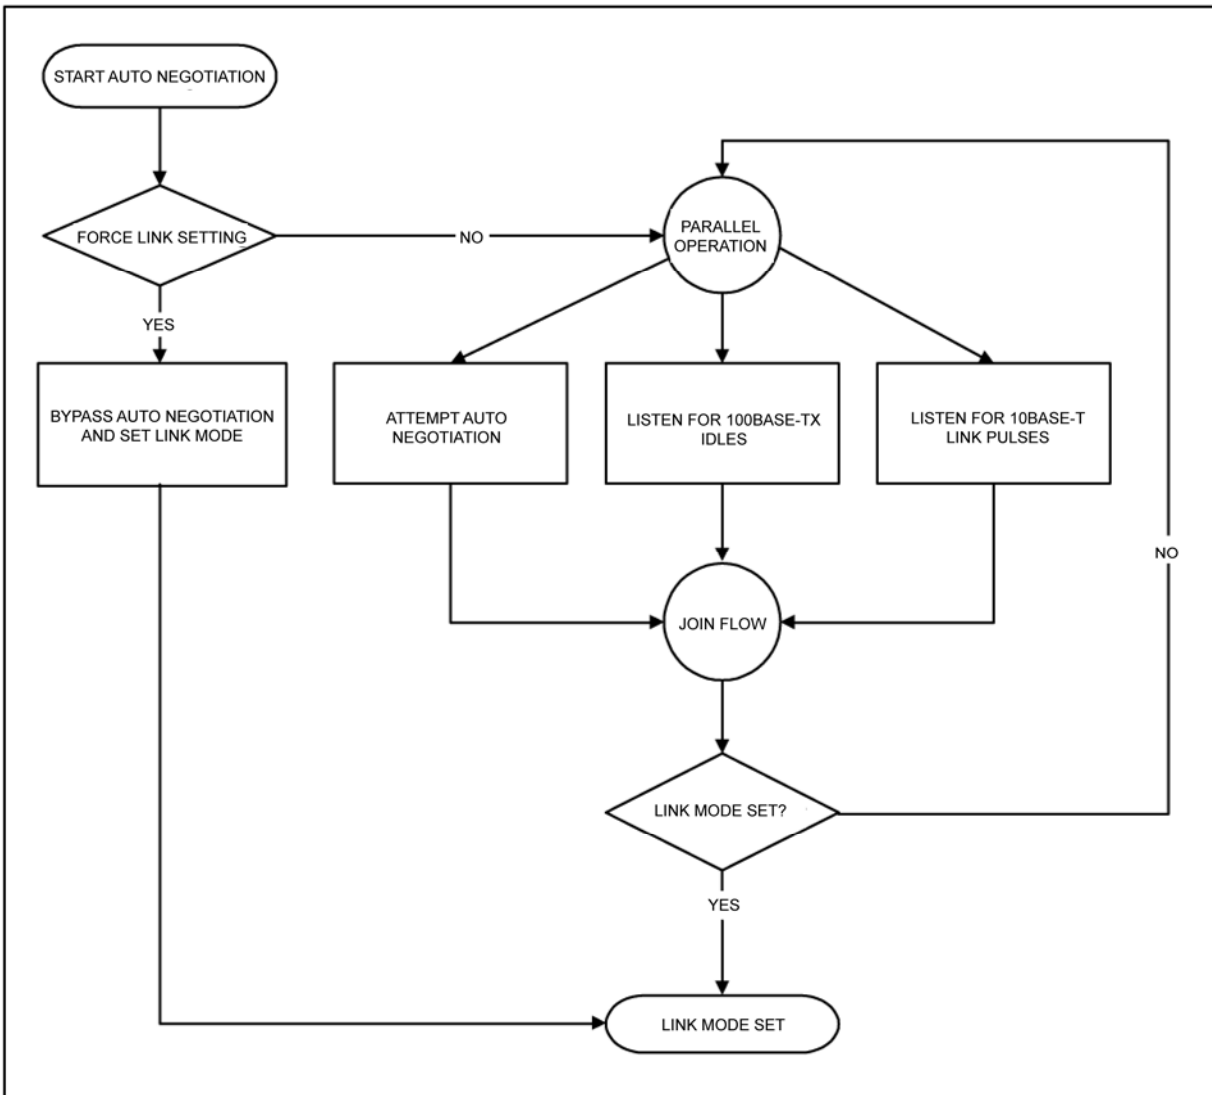 START AUTO NEGOTIATION
FORCE LINK SETTING
NO
PARALLEL
OPERATION
YES
BYPASS AUTO NEGOTIATION
AND SET LINK MODE
ATTEMPT AUTO
NEGOTIATION
LISTEN FOR 100BASE-TX
IDLES
LISTEN FOR 10BASE-T
LINK PULSES
NO
JOIN FLOW
LINK MODE SET?
YES
LINK MODE SET